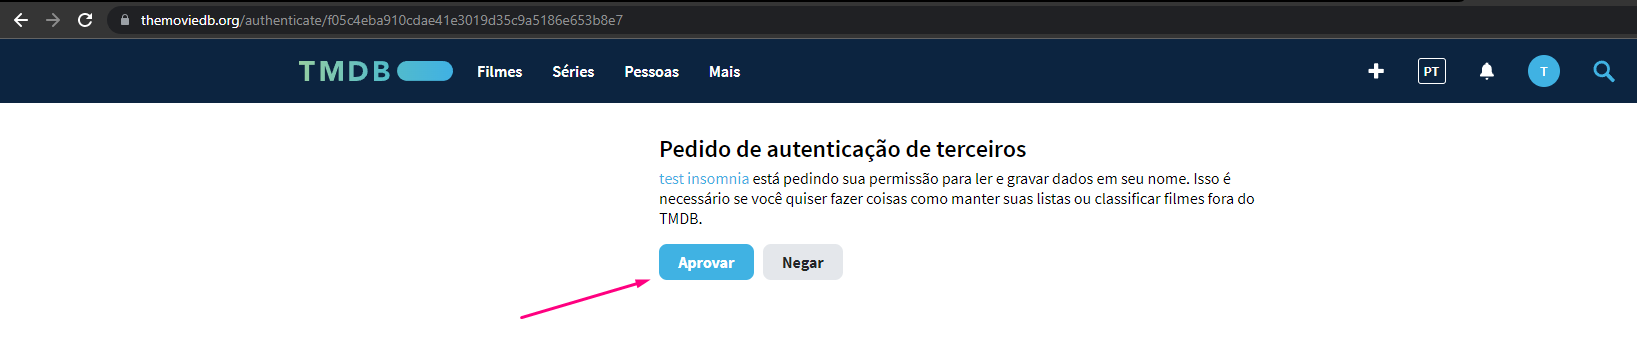 themoviedb.org/authenticate/f05c4eba910cdae41e3019d35c9a5186e653b8e7
TMDB Filmes Séries Pessoas Mais PT T
Pedido de autenticação de terceiros
test insomnia está pedindo sua permissão para ler e gravar dados em seu nome. Isso é
necessário se você quiser fazer coisas como manter suas listas ou classificar filmes fora do
TMDB.
Aprovar Negar